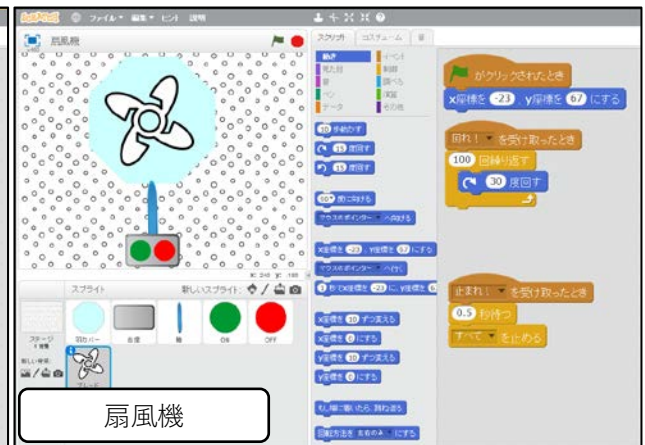 SCRATCH ファイル▼ 編集▼ ヒント 説明
扇風機
x: 240 y: -180
スプライト 新しいスプライト:
ステージ
1 背景
新しい背景:
羽カバー 台座 軸 ON OFF
ブレード
扇風機
スクリプト コスチューム 音
動き イベント
見た目 制御
音 調べる
ペン 演算
データ その他
10 歩動かす
15 度回す
15 度回す
90▼ 度に向ける
マウスのポインター▼ へ向ける
x座標を -23 、y座標を 67 にする
マウスのポインター▼ へ行く
1 秒でx座標を -23 に、y座標を 6
x座標を 10 ずつ変える
x座標を 0 にする
y座標を 10 ずつ変える
y座標を 0 にする
もし端に着いたら、跳ね返る
回転方法を 左右のみ▼ にする
がクリックされたとき
x座標を -23 、y座標を 67 にする
回れ！▼ を受け取ったとき
100 回繰り返す
30 度回す
止まれ！▼ を受け取ったとき
0.5 秒待つ
すべて▼ を止める